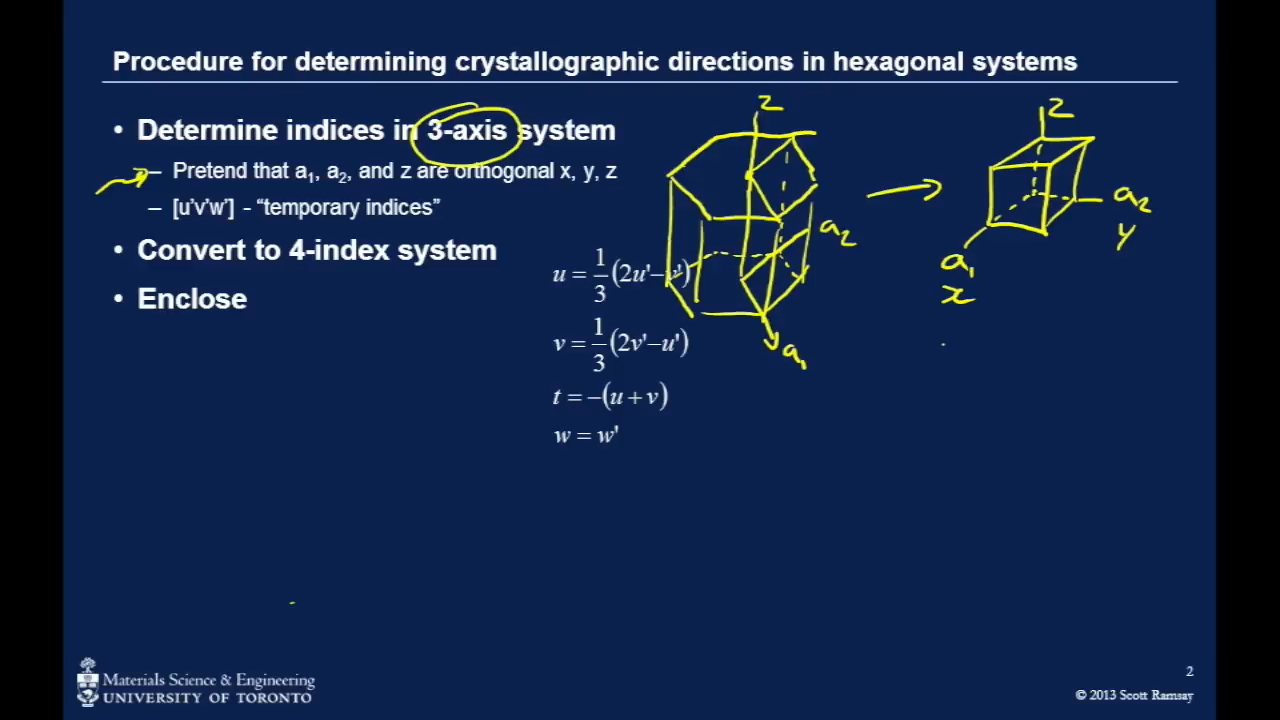 Procedure for determining crystallographic directions in hexagonal systems
• Determine indices in 3-axis system
– Pretend that a₁, a₂, and z are orthogonal x, y, z
– [u'v'w'] - “temporary indices”
• Convert to 4-index system
• Enclose
u = 1/3 (2u'–v')
v = 1/3 (2v'–u')
t = –(u + v)
w = w'
z
a₂
a₁
z
a₂
y
a₁
x
Materials Science & Engineering
UNIVERSITY OF TORONTO
2
© 2013 Scott Ramsay